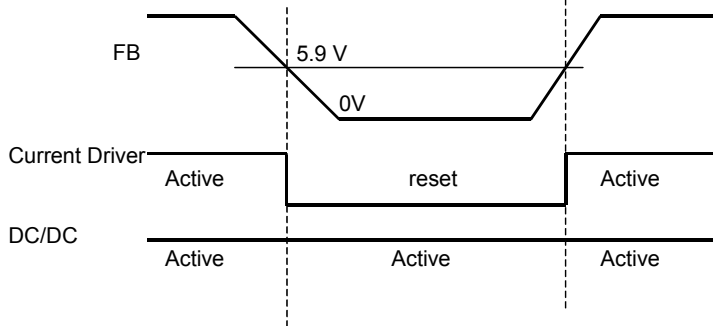 FB
5.9 V
0V
Current Driver
Active reset Active
DC/DC
Active Active Active